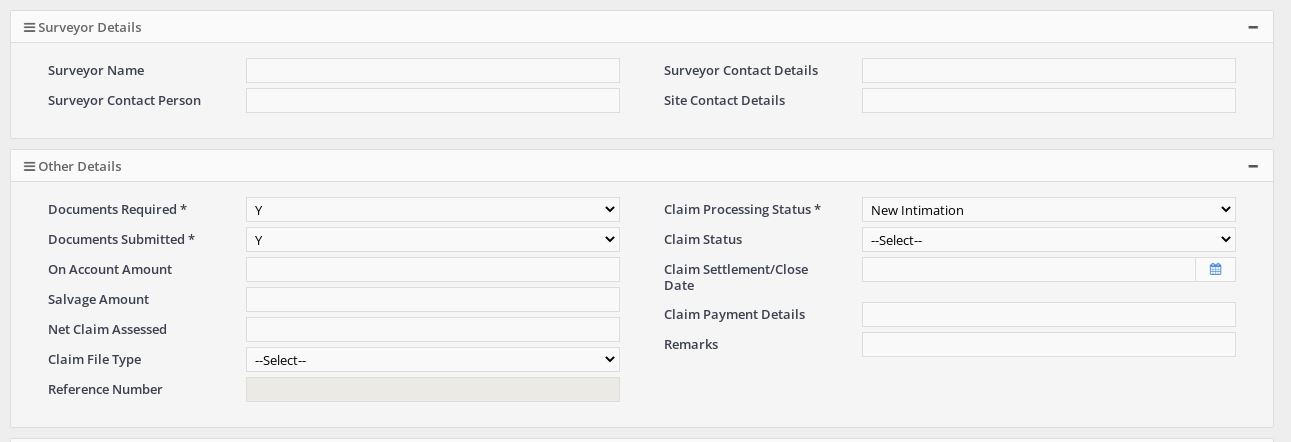 Surveyor Details
Surveyor Name
Surveyor Contact Details
Surveyor Contact Person
Site Contact Details
Other Details
Documents Required * Y
Claim Processing Status * New Intimation
Documents Submitted * Y
Claim Status --Select--
On Account Amount
Claim Settlement/Close
Date
Salvage Amount
Claim Payment Details
Net Claim Assessed
Remarks
Claim File Type --Select--
Reference Number